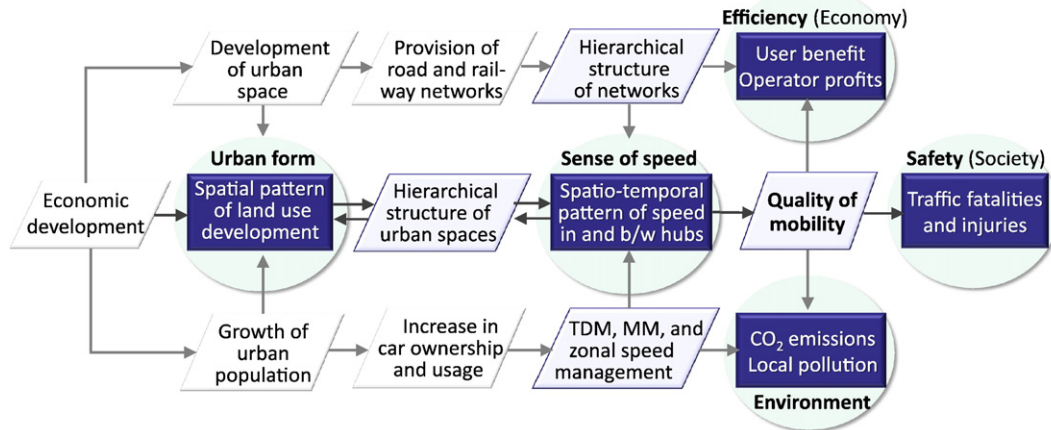 Efficiency (Economy)
Development
of urban
space
Provision of
road and rail-
way networks
Hierarchical
structure
of networks
User benefit
Operator profits
Urban form
Sense of speed
Safety (Society)
Economic
development
Spatial pattern
of land use
development
Hierarchical
structure of
urban spaces
Spatio-temporal
pattern of speed
in and b/w hubs
Quality of
mobility
Traffic fatalities
and injuries
Growth of
urban
population
Increase in
car ownership
and usage
TDM, MM, and
zonal speed
management
CO₂ emissions
Local pollution
Environment